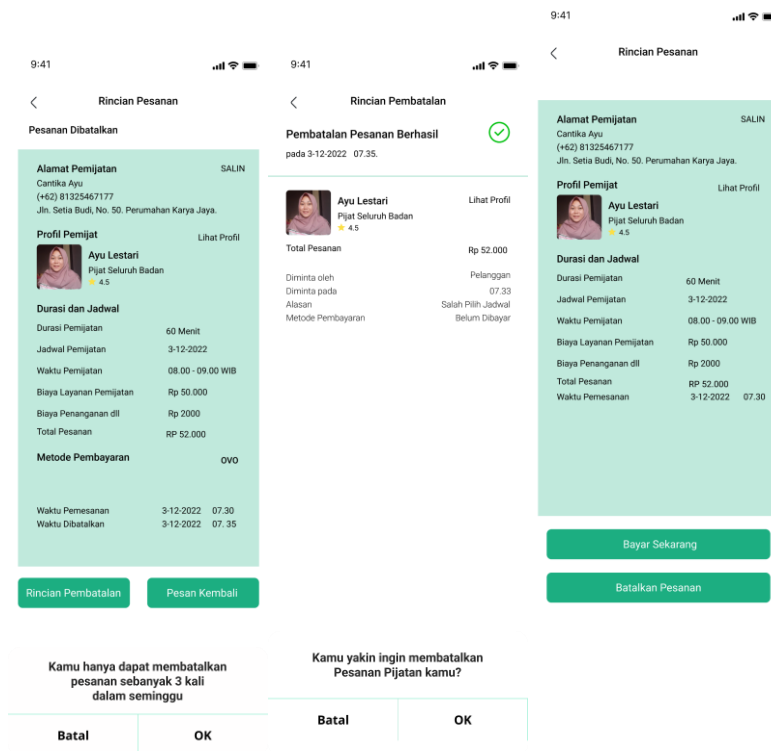 9:41
Rincian Pesanan
Pesanan Dibatalkan
Alamat Pemijatan SALIN
Cantika Ayu
(+62) 81325467177
Jln. Setia Budi, No. 50. Perumahan Karya Jaya.
Profil Pemijat Lihat Profil
Ayu Lestari
Pijat Seluruh Badan
4.5
Durasi dan Jadwal
Durasi Pemijatan 60 Menit
Jadwal Pemijatan 3-12-2022
Waktu Pemijatan 08.00 - 09.00 WIB
Biaya Layanan Pemijatan Rp 50.000
Biaya Penanganan dll Rp 2000
Total Pesanan RP 52.000
Metode Pembayaran OVO
Waktu Pemesanan 3-12-2022 07.30
Waktu Dibatalkan 3-12-2022 07. 35
Rincian Pembatalan Pesan Kembali
Kamu hanya dapat membatalkan
pesanan sebanyak 3 kali
dalam seminggu
Batal OK
9:41
Rincian Pembatalan
Pembatalan Pesanan Berhasil
pada 3-12-2022 07.35.
Ayu Lestari Lihat Profil
Pijat Seluruh Badan
4.5
Total Pesanan Rp 52.000
Diminta oleh Pelanggan
Diminta pada 07.33
Alasan Salah Pilih Jadwal
Metode Pembayaran Belum Dibayar
Kamu yakin ingin membatalkan
Pesanan Pijatan kamu?
Batal OK
9:41
Rincian Pesanan
Alamat Pemijatan SALIN
Cantika Ayu
(+62) 81325467177
Jln. Setia Budi, No. 50. Perumahan Karya Jaya.
Profil Pemijat Lihat Profil
Ayu Lestari
Pijat Seluruh Badan
4.5
Durasi dan Jadwal
Durasi Pemijatan 60 Menit
Jadwal Pemijatan 3-12-2022
Waktu Pemijatan 08.00 - 09.00 WIB
Biaya Layanan Pemijatan Rp 50.000
Biaya Penanganan dll Rp 2000
Total Pesanan RP 52.000
Waktu Pemesanan 3-12-2022 07.30
Bayar Sekarang
Batalkan Pesanan